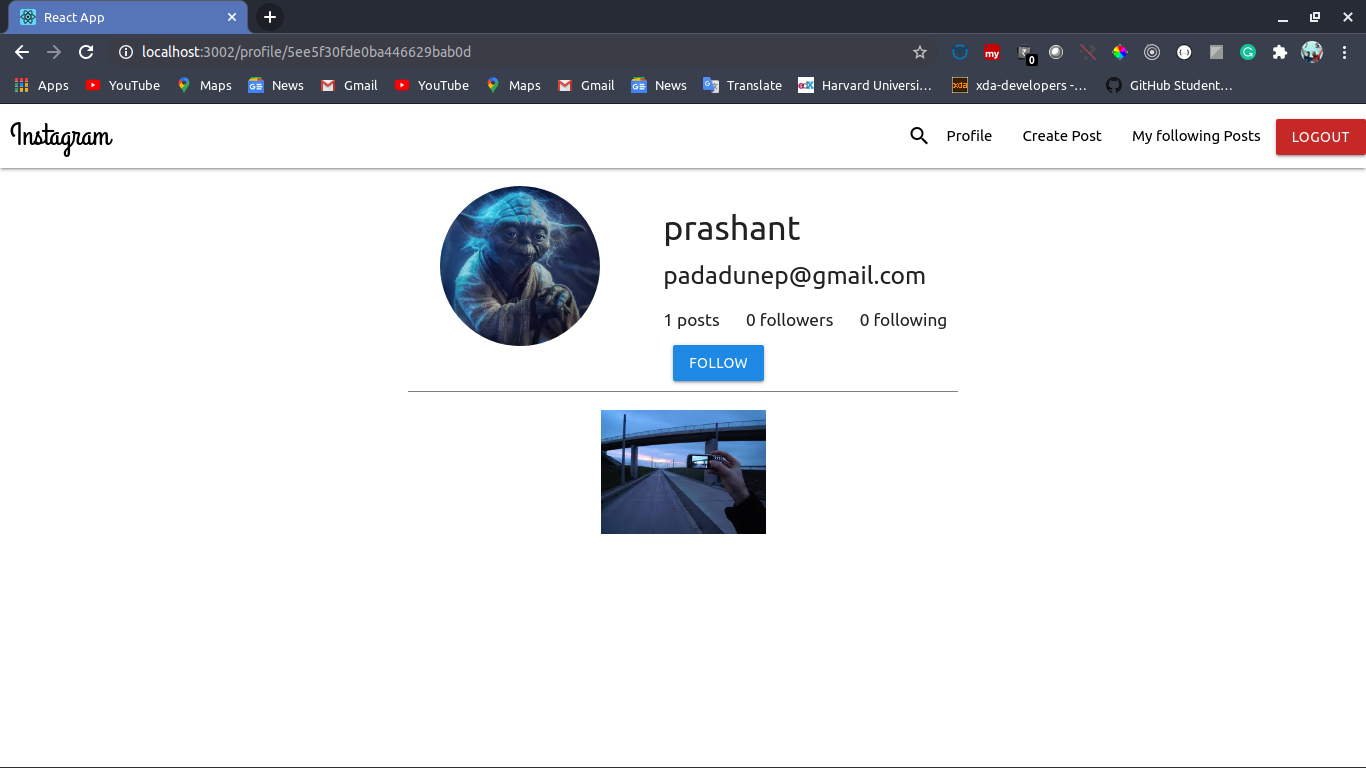 React App
localhost:3002/profile/5ee5f30fde0ba446629bab0d
my
0
Apps YouTube Maps News Gmail YouTube Maps Gmail News Translate edX Harvard Universi… xda xda-developers -… GitHub Student…
Instagram Profile Create Post My following Posts LOGOUT
prashant
padadunep@gmail.com
1 posts 0 followers 0 following
FOLLOW